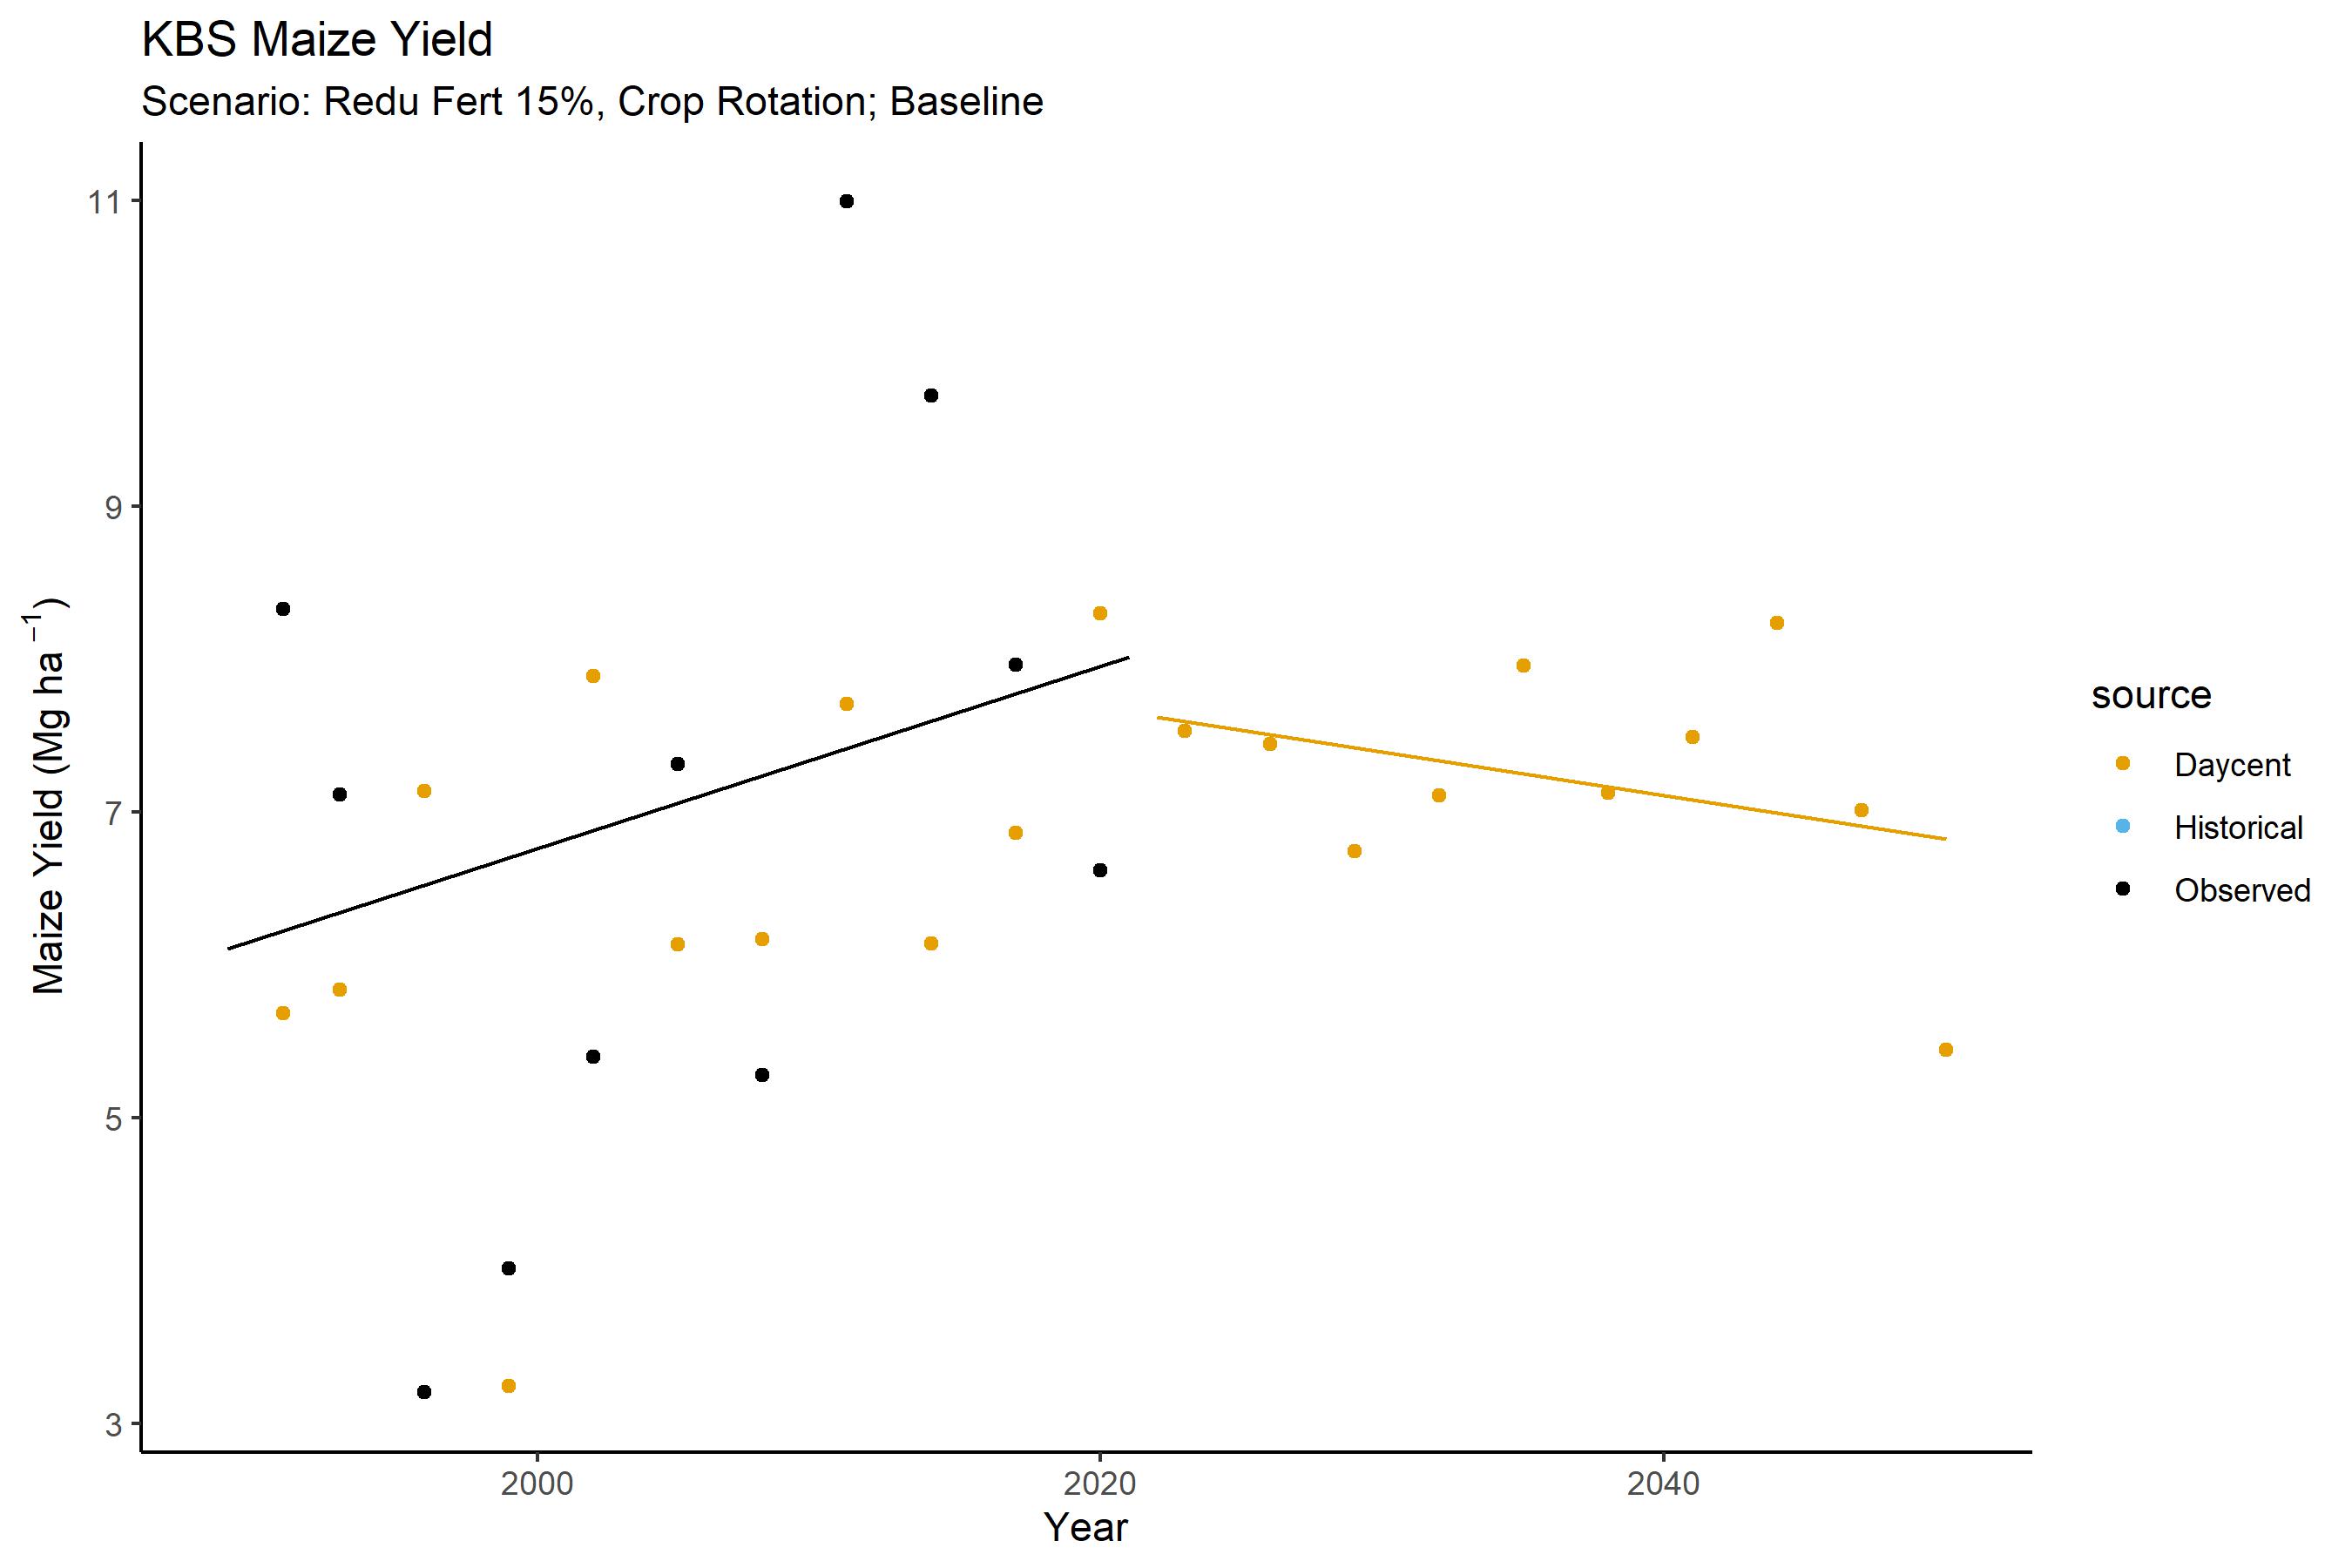 KBS Maize Yield
Scenario: Redu Fert 15%, Crop Rotation; Baseline
11
9
7
5
3
Maize Yield (Mg ha −1)
2000
2020
2040
Year
source
Daycent
Historical
Observed